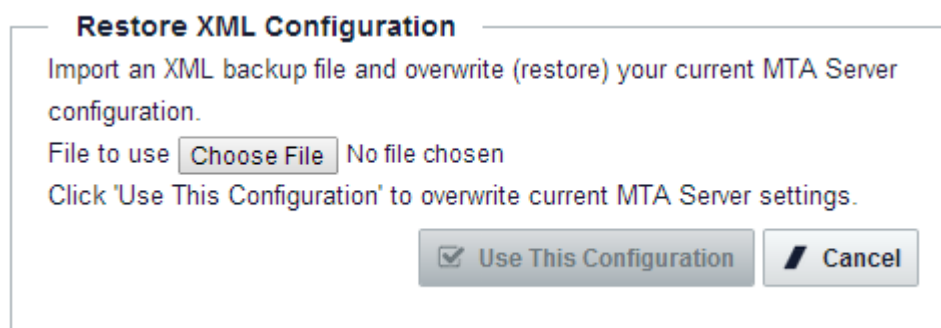 Restore XML Configuration
Import an XML backup file and overwrite (restore) your current MTA Server
configuration.
File to use Choose File No file chosen
Click 'Use This Configuration' to overwrite current MTA Server settings.
Use This Configuration Cancel